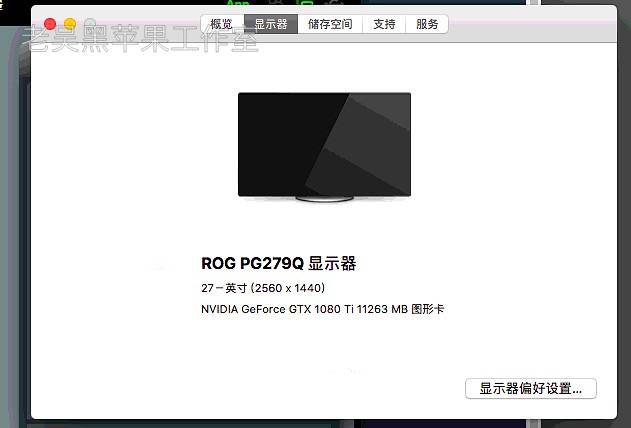 App
概览 显示器 储存空间 支持 服务
老吴黑苹果工作室
ROG PG279Q 显示器
27－英寸 (2560 x 1440)
NVIDIA GeForce GTX 1080 Ti 11263 MB 图形卡
显示器偏好设置...